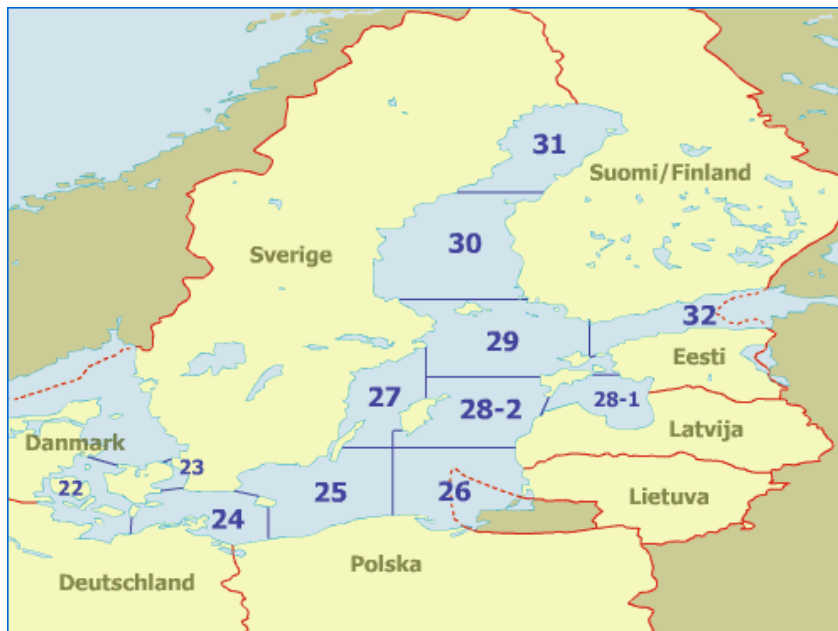 31
Suomi/Finland
30
Sverige
32
29
Eesti
27
28-2
28-1
Latvija
Danmark
23
22
25
26
Lietuva
24
Polska
Deutschland